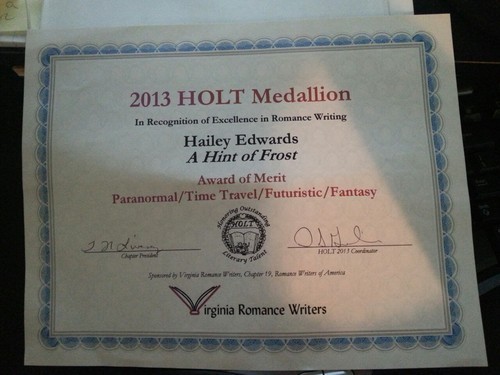 2013 HOLT Medallion
In Recognition of Excellence in Romance Writing
Hailey Edwards
A Hint of Frost
Award of Merit
Paranormal/Time Travel/Futuristic/Fantasy
Honoring Outstanding
HOLT
Literary Talent
Chapter President
HOLT 2013 Coordinator
Sponsored by Virginia Romance Writers, Chapter 19, Romance Writers of America
Virginia Romance Writers